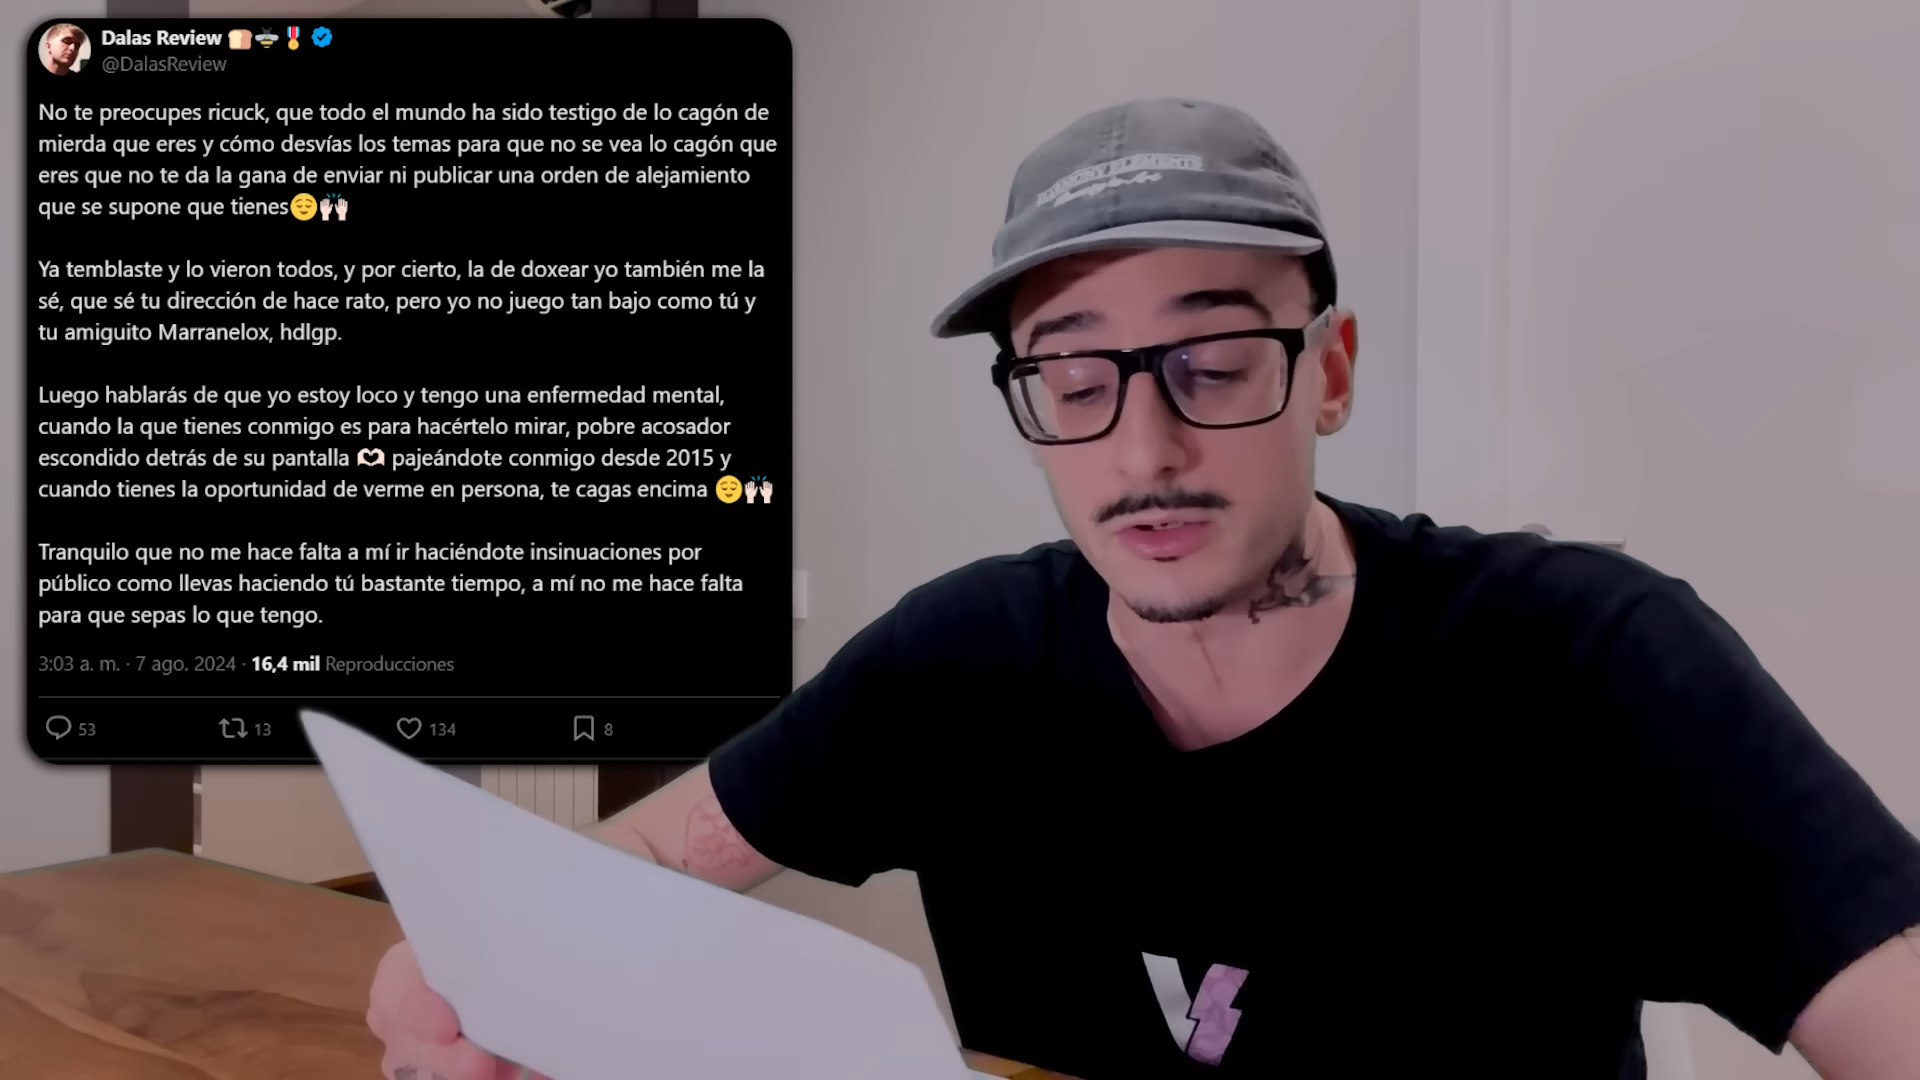 Dalas Review 🍞🐝🎖️
@DalasReview
No te preocupes ricuck, que todo el mundo ha sido testigo de lo cagón de
mierda que eres y cómo desvías los temas para que no se vea lo cagón que
eres que no te da la gana de enviar ni publicar una orden de alejamiento
que se supone que tienes😌🙌🏻
Ya temblaste y lo vieron todos, y por cierto, la de doxear yo también me la
sé, que sé tu dirección de hace rato, pero yo no juego tan bajo como tú y
tu amiguito Marranelox, hdlgp.
Luego hablarás de que yo estoy loco y tengo una enfermedad mental,
cuando la que tienes conmigo es para hacértelo mirar, pobre acosador
escondido detrás de su pantalla 🫶🏻 pajeándote conmigo desde 2015 y
cuando tienes la oportunidad de verme en persona, te cagas encima 😌🙌🏻
Tranquilo que no me hace falta a mí ir haciéndote insinuaciones por
público como llevas haciendo tú bastante tiempo, a mí no me hace falta
para que sepas lo que tengo.
3:03 a. m. · 7 ago. 2024 · 16,4 mil Reproducciones
53 13 134 8